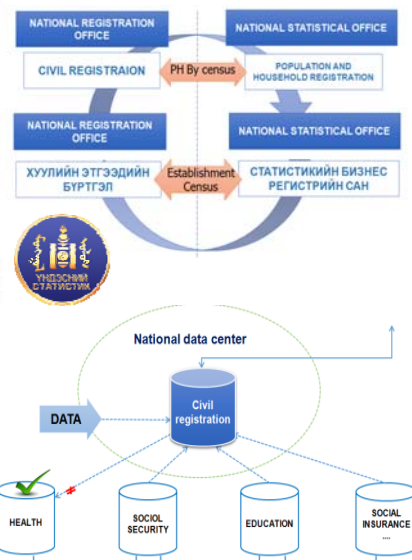 NATIONAL REGISTRATION
OFFICE
NATIONAL STATISTICAL OFFICE
CIVIL REGISTRAION
PH By census
POPULATION AND
HOUSEHOLD REGISTRATION
NATIONAL REGISTRATION
OFFICE
NATIONAL STATISTICAL OFFICE
ХУУЛИЙН ЭТГЭЭДИЙН
БҮРТГЭЛ
Establishment
Census
СТАТИСТИКИЙН БИЗНЕС
РЕГИСТРИЙН САН
ҮНДЭСНИЙ
СТАТИСТИК
National data center
Civil
registration
DATA
≠
HEALTH
SOCIOL
SECURITY
EDUCATION
SOCIAL
INSURANCE
....